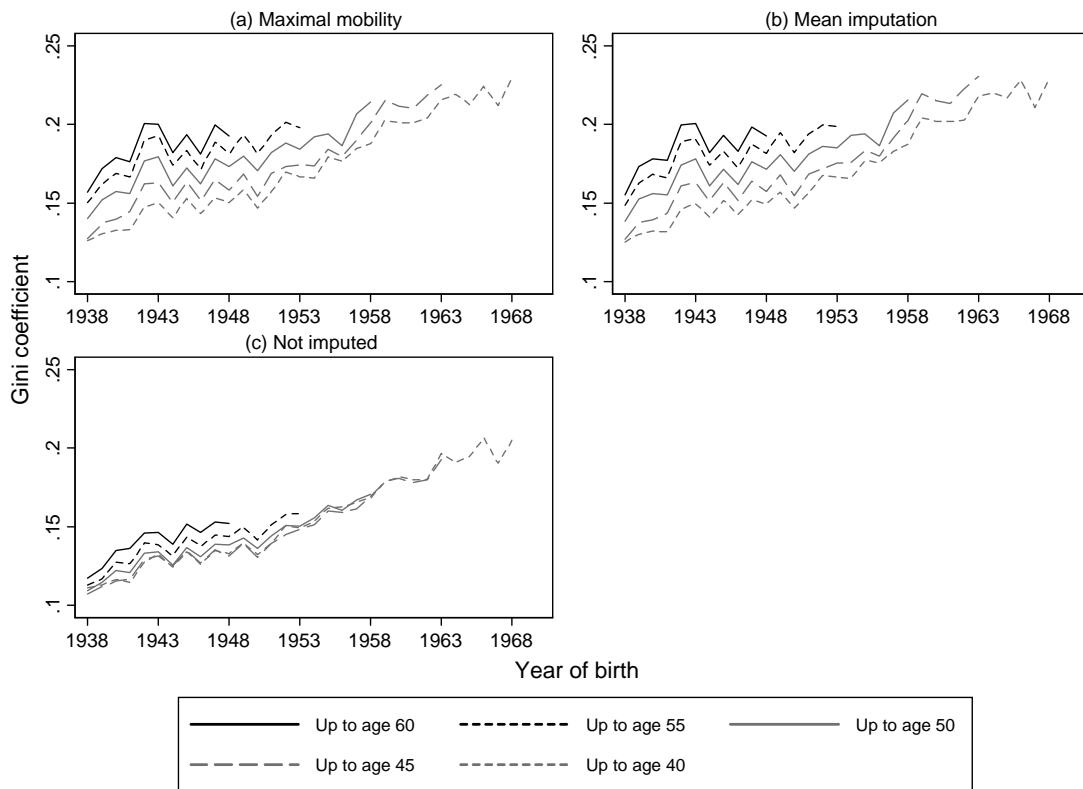 (a) Maximal mobility
(b) Mean imputation
.25
.2
.15
.1
1938 1943 1948 1953 1958 1963 1968
.25
.2
.15
.1
1938 1943 1948 1953 1958 1963 1968
(c) Not imputed
.25
.2
.15
.1
1938 1943 1948 1953 1958 1963 1968
Gini coefficient
Year of birth
Up to age 60 Up to age 55 Up to age 50
Up to age 45 Up to age 40